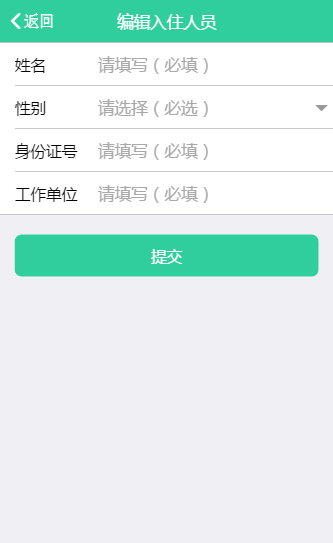 返回 编辑入住人员
姓名 请填写（必填）
性别 请选择（必选）
身份证号 请填写（必填）
工作单位 请填写（必填）
提交